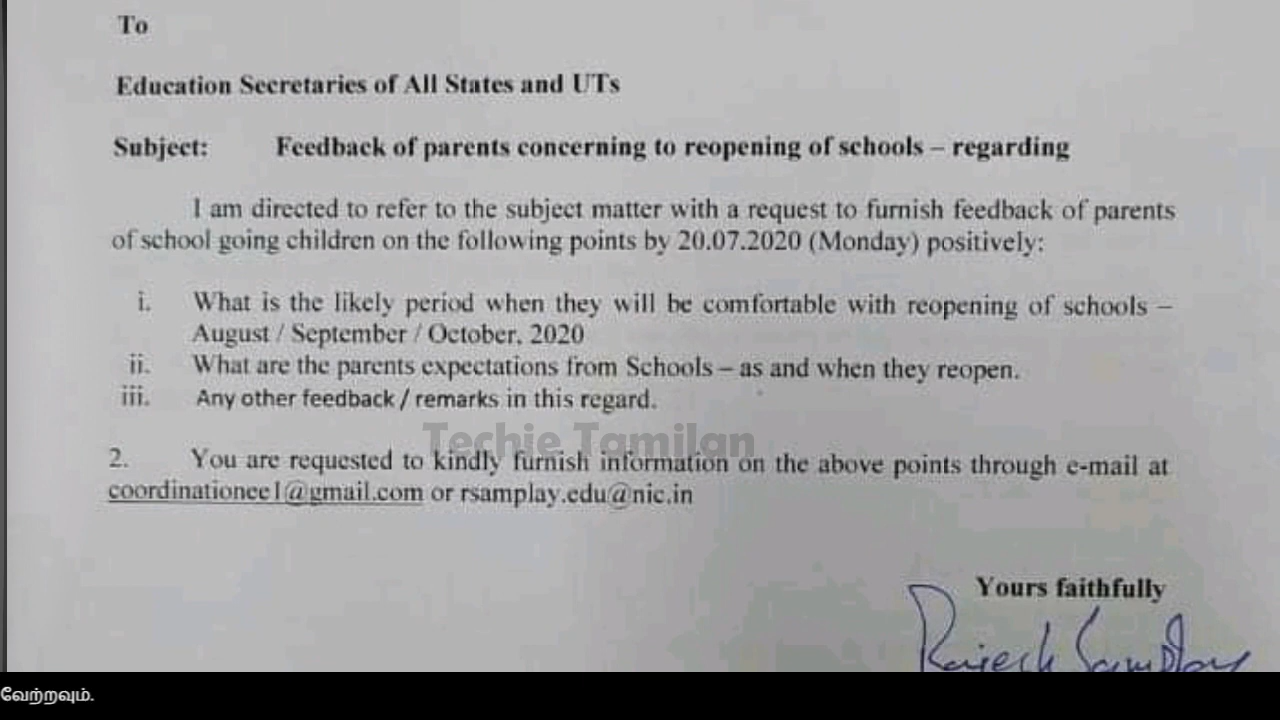 To
Education Secretaries of All States and UTs
Subject: Feedback of parents concerning to reopening of schools – regarding
I am directed to refer to the subject matter with a request to furnish feedback of parents
of school going children on the following points by 20.07.2020 (Monday) positively:
i. What is the likely period when they will be comfortable with reopening of schools –
August / September / October, 2020
ii. What are the parents expectations from Schools – as and when they reopen.
iii. Any other feedback / remarks in this regard.
Techie Tamilan
2. You are requested to kindly furnish information on the above points through e-mail at
coordinationee1@gmail.com or rsamplay.edu@nic.in
Yours faithfully
Rajesh Samplay
வேற்றவும்.